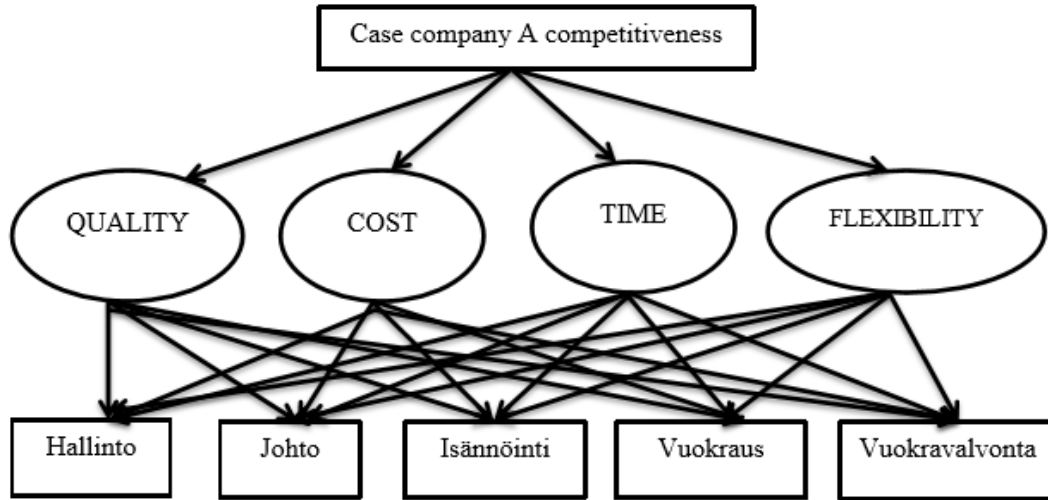 Case company A competitiveness
QUALITY
COST
TIME
FLEXIBILITY
Hallinto
Johto
Isännöinti
Vuokraus
Vuokravalvonta